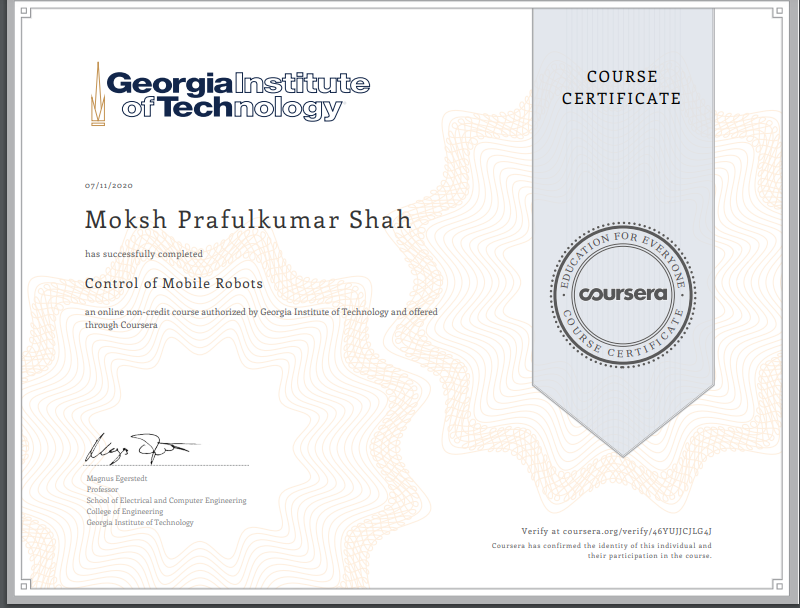 Georgia Institute
of Technology
COURSE
CERTIFICATE
07/11/2020
Moksh Prafulkumar Shah
has successfully completed
Control of Mobile Robots
an online non-credit course authorized by Georgia Institute of Technology and offered
through Coursera
EDUCATION FOR EVERYONE
coursera
COURSE CERTIFICATE
Magnus Egerstedt
Professor
School of Electrical and Computer Engineering
College of Engineering
Georgia Institute of Technology
Verify at coursera.org/verify/46YUJJCJLG4J
Coursera has confirmed the identity of this individual and
their participation in the course.